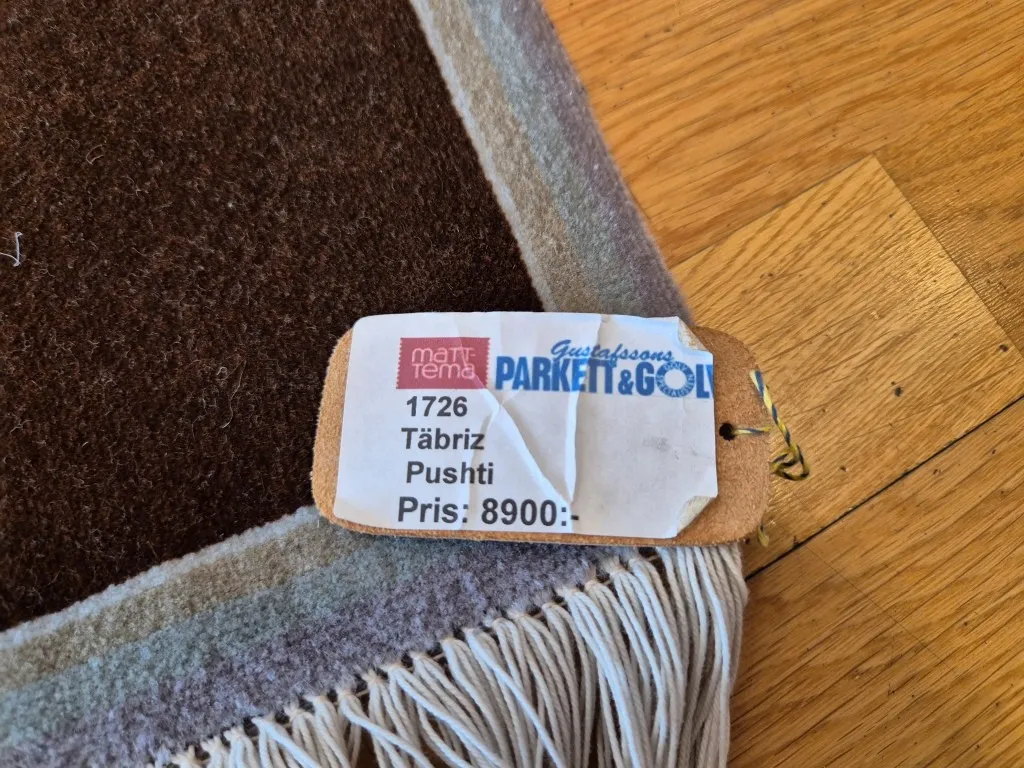 matt-
tema
Gustafssons
PARKETT & GOLV
1726
Täbriz
Pushti
Pris: 8900:-